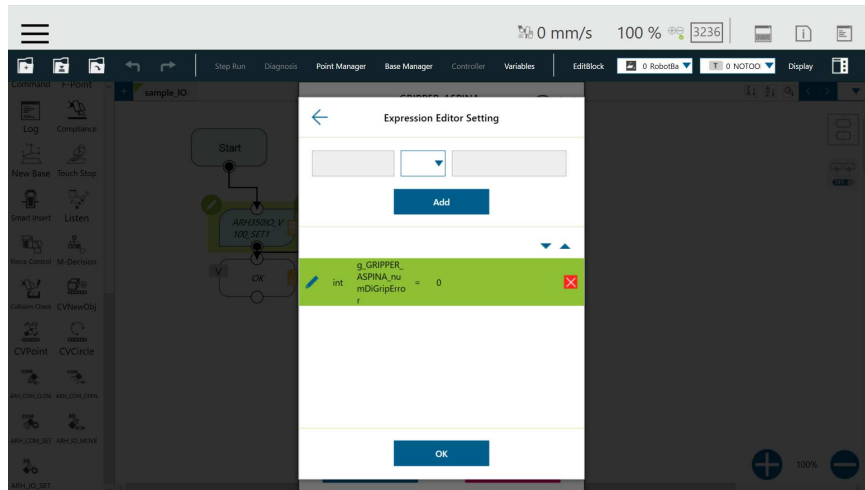 0 mm/s 100 % 3236
Step Run Diagnosis Point Manager Base Manager Controller Variables EditBlock 0 RobotBa T 0 NOTOO Display
Command F-Point
+ sample_IO
Log Compliance
New Base Touch Stop
Smart Insert Listen
Force Control M-Decision
Collision Check CVNewObj
CVPoint CVCircle
ARH_COM_CLOSE ARH_COM_OPEN
ARH_COM_SET ARH_IO_MOVE
ARH_IO_SET
Start
ARH350IO_V
100_SET1
V OK
Expression Editor Setting
Add
int g_GRIPPER_
ASPINA_nu
mDiGripErro
r
= 0
OK
100%